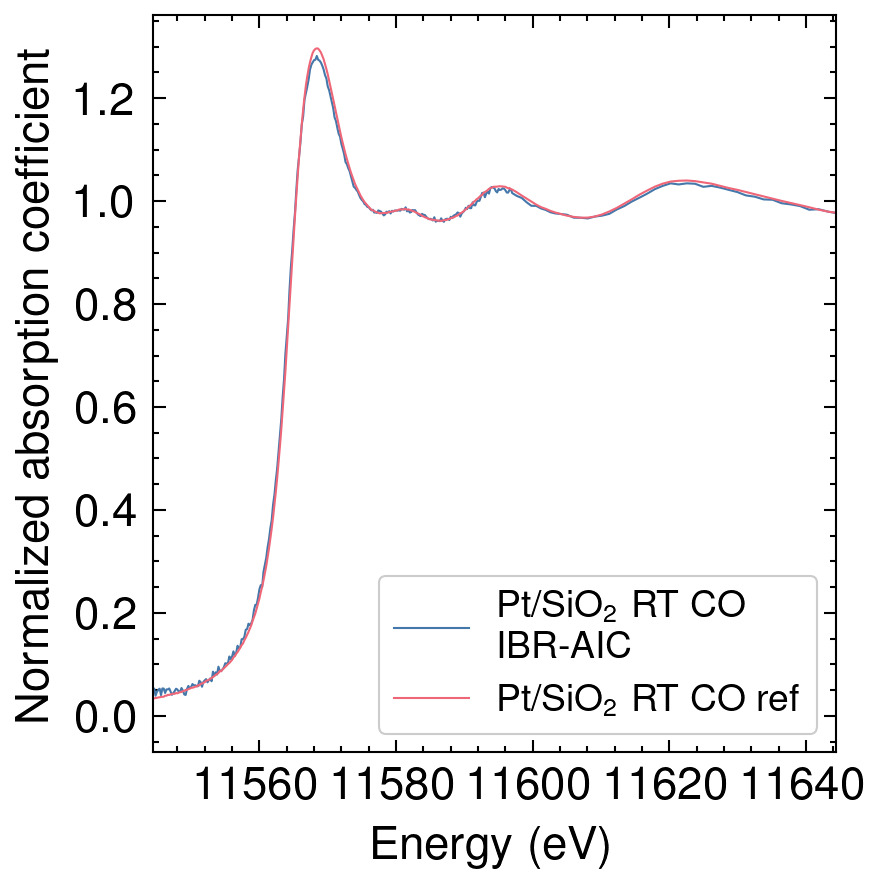 Normalized absorption coefficient
1.2
1.0
0.8
0.6
0.4
0.2
0.0
Pt/SiO₂ RT CO
IBR-AIC
Pt/SiO₂ RT CO ref
11560 11580 11600 11620 11640
Energy (eV)